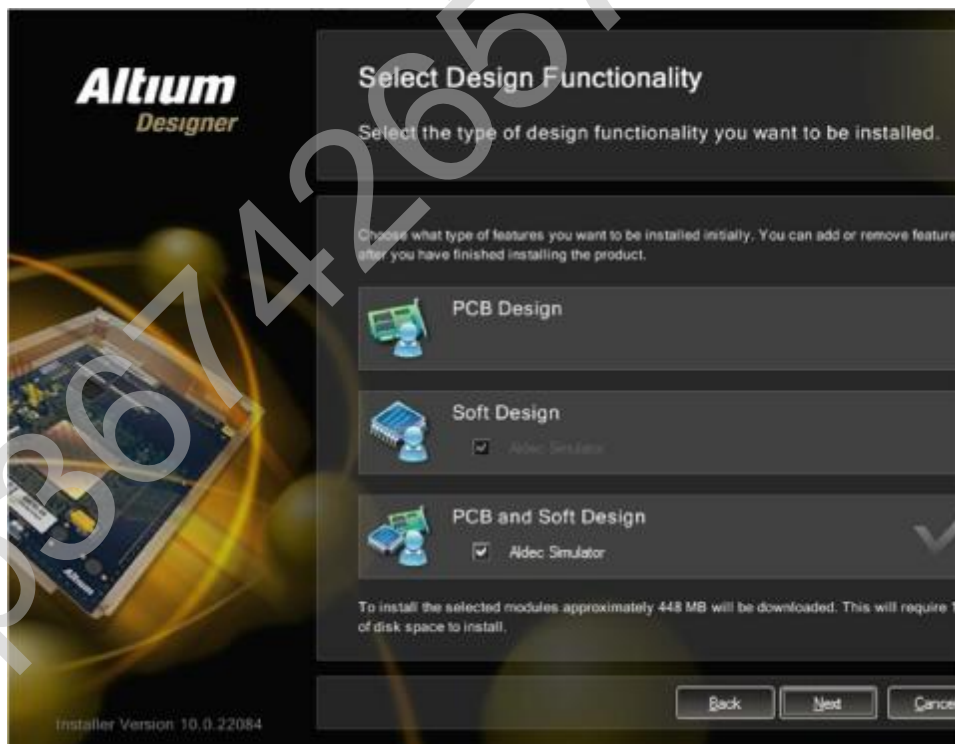 Altium
Designer
Select Design Functionality
Select the type of design functionality you want to be installed.
Choose what type of features you want to be installed initially. You can add or remove feature
after you have finished installing the product.
PCB Design
Soft Design
Aldec Simulator
PCB and Soft Design
Aldec Simulator
To install the selected modules approximately 448 MB will be downloaded. This will require 1
of disk space to install.
Back
Next
Cance
Installer Version 10.0.22084